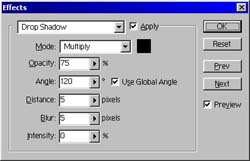 Effects
Drop Shadow Apply OK
Mode: Multiply Reset
Opacity: 75 % Prev
Angle: 120 ° Use Global Angle Next
Distance: 5 pixels Preview
Blur: 5 pixels
Intensity: 0 %